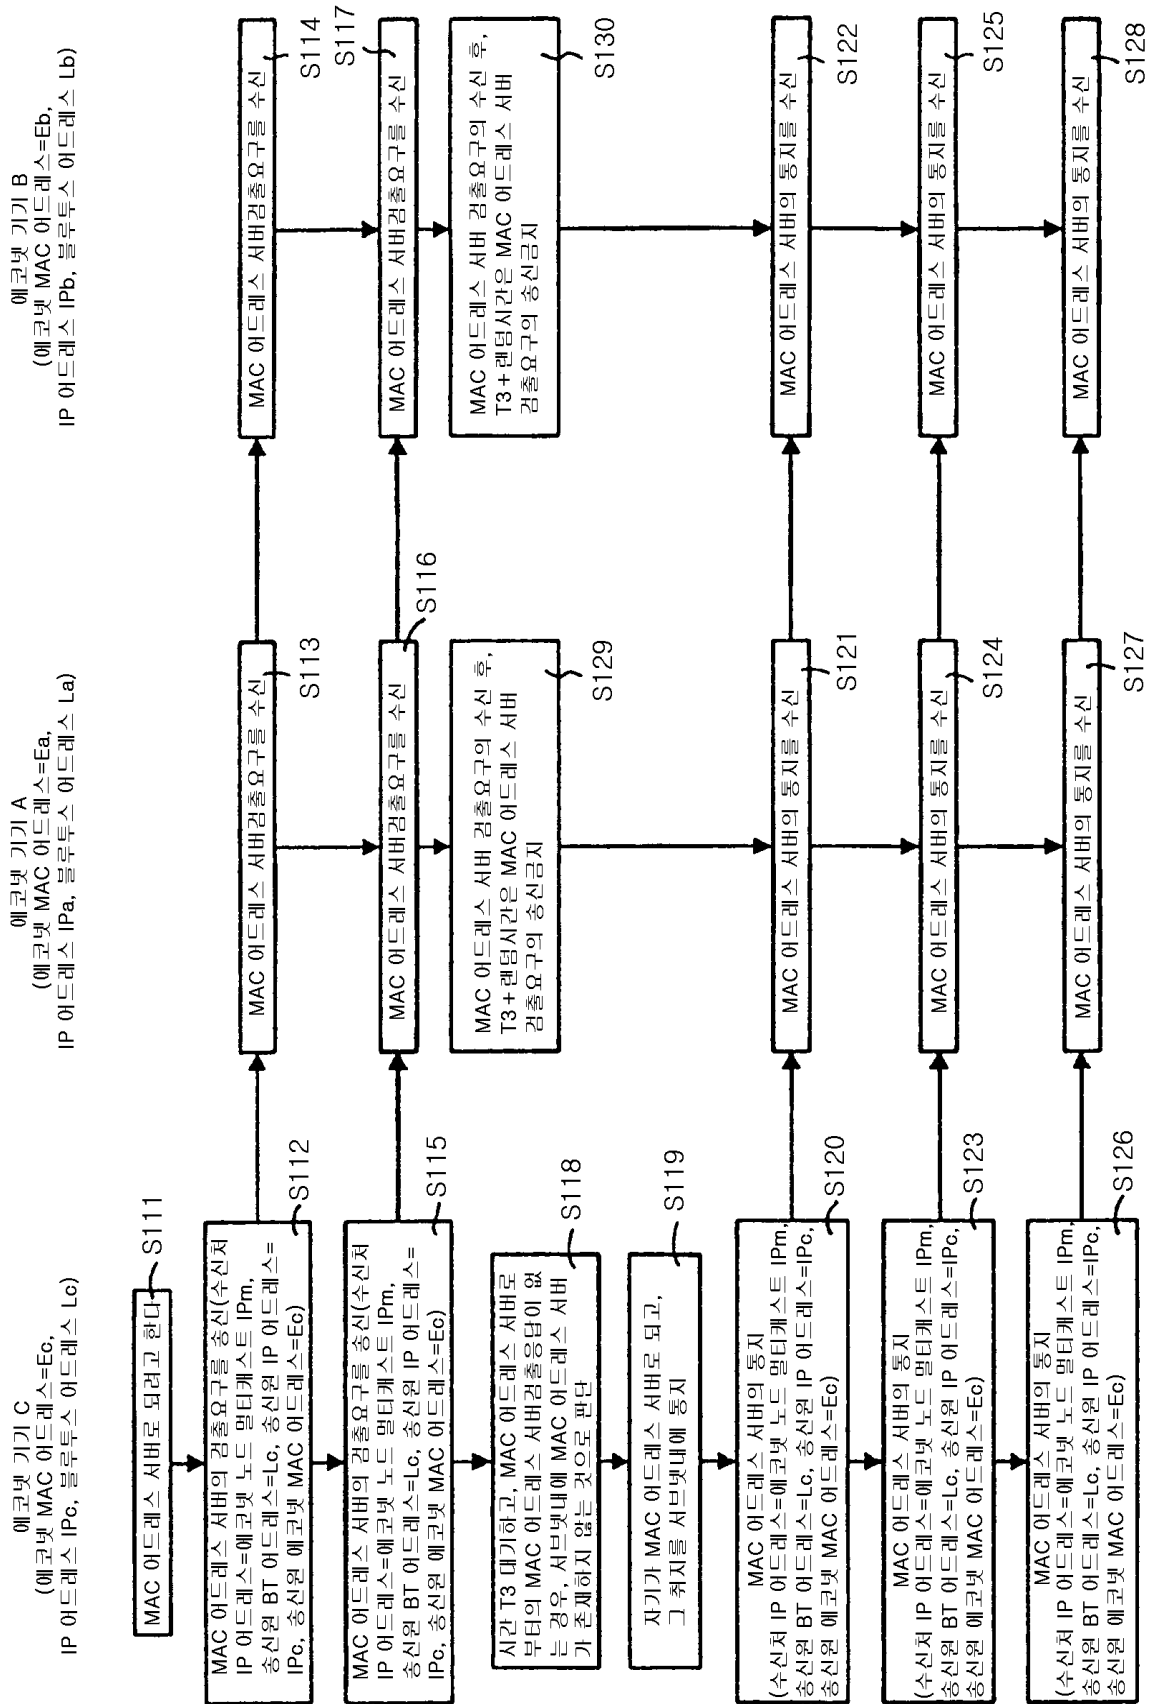 에코넷 기기 C
(에코넷 MAC 어드레스=Ec,
IP 어드레스 IPc, 블루투스 어드레스 Lc)
에코넷 기기 A
(에코넷 MAC 어드레스=Ea,
IP 어드레스 IPa, 블루투스 어드레스 La)
에코넷 기기 B
(에코넷 MAC 어드레스=Eb,
IP 어드레스 IPb, 블루투스 어드레스 Lb)
MAC 어드레스 서버로 되려고 한다
S111
MAC 어드레스 서버의 검출요구를 송신(수신처
IP 어드레스=에코넷 노드 멀티캐스트 IPm,
송신원 BT 어드레스=Lc, 송신원 IP 어드레스=
IPc, 송신원 에코넷 MAC 어드레스=Ec)
S112
MAC 어드레스 서버검출요구를 수신
S113
MAC 어드레스 서버검출요구를 수신
S114
MAC 어드레스 서버의 검출요구를 송신(수신처
IP 어드레스=에코넷 노드 멀티캐스트 IPm,
송신원 BT 어드레스=Lc, 송신원 IP 어드레스=
IPc, 송신원 에코넷 MAC 어드레스=Ec)
S115
MAC 어드레스 서버검출요구를 수신
S116
MAC 어드레스 서버검출요구를 수신
S117
시간 T3 대기하고, MAC 어드레스 서버로
부터의 MAC 어드레스 서버검출응답이 없
는 경우, 서브넷내에 MAC 어드레스 서버
가 존재하지 않는 것으로 판단
S118
MAC 어드레스 서버 검출요구의 수신 후,
T3+랜덤시간은 MAC 어드레스 서버
검출요구의 송신금지
S129
MAC 어드레스 서버 검출요구의 수신 후,
T3+랜덤시간은 MAC 어드레스 서버
검출요구의 송신금지
S130
자기가 MAC 어드레스 서버로 되고,
그 취지를 서브넷내에 통지
S119
MAC 어드레스 서버의 통지
(수신처 IP 어드레스=에코넷 노드 멀티캐스트 IPm,
송신원 BT 어드레스=Lc, 송신원 IP 어드레스=IPc,
송신원 에코넷 MAC 어드레스=Ec)
S120
MAC 어드레스 서버의 통지를 수신
S121
MAC 어드레스 서버의 통지를 수신
S122
MAC 어드레스 서버의 통지
(수신처 IP 어드레스=에코넷 노드 멀티캐스트 IPm,
송신원 BT 어드레스=Lc, 송신원 IP 어드레스=IPc,
송신원 에코넷 MAC 어드레스=Ec)
S123
MAC 어드레스 서버의 통지를 수신
S124
MAC 어드레스 서버의 통지를 수신
S125
MAC 어드레스 서버의 통지
(수신처 IP 어드레스=에코넷 노드 멀티캐스트 IPm,
송신원 BT 어드레스=Lc, 송신원 IP 어드레스=IPc,
송신원 에코넷 MAC 어드레스=Ec)
S126
MAC 어드레스 서버의 통지를 수신
S127
MAC 어드레스 서버의 통지를 수신
S128